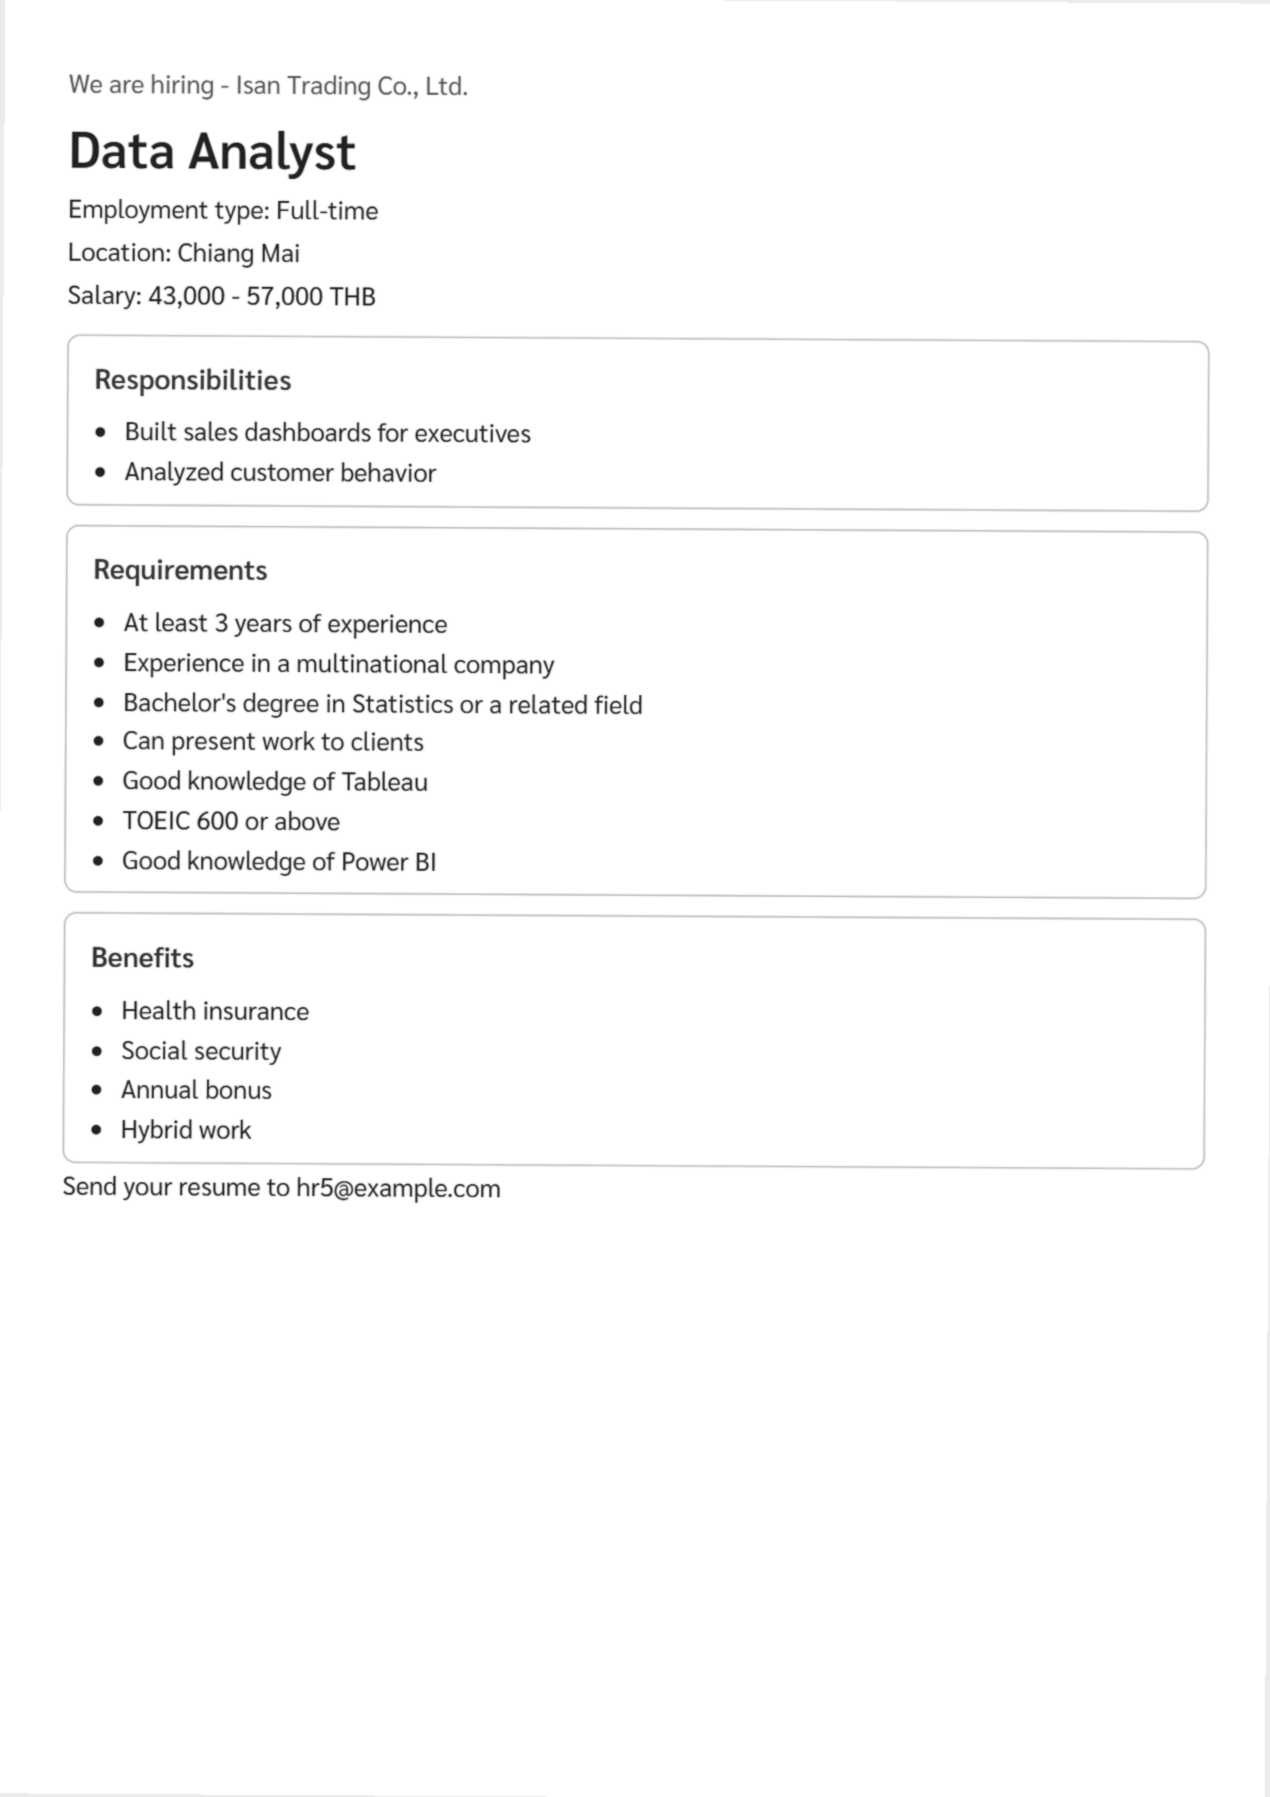 We are hiring - Isan Trading Co., Ltd.
Data Analyst
Employment type: Full-time
Location: Chiang Mai
Salary: 43,000 - 57,000 THB
Responsibilities
• Built sales dashboards for executives
• Analyzed customer behavior
Requirements
• At least 3 years of experience
• Experience in a multinational company
• Bachelor's degree in Statistics or a related field
• Can present work to clients
• Good knowledge of Tableau
• TOEIC 600 or above
• Good knowledge of Power BI
Benefits
• Health insurance
• Social security
• Annual bonus
• Hybrid work
Send your resume to hr5@example.com